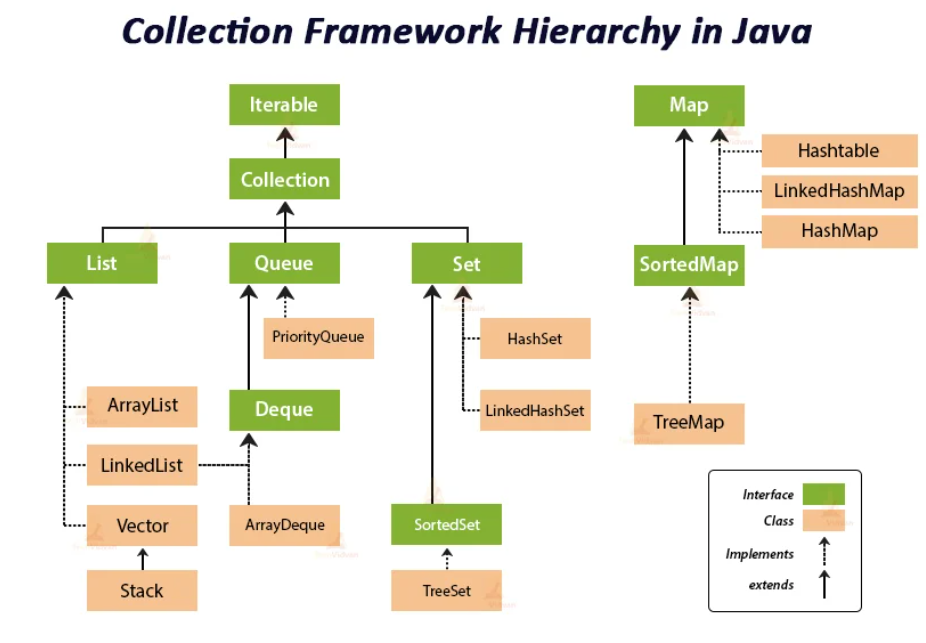 Collection Framework Hierarchy in Java
Iterable
Collection
List
Queue
Set
PriorityQueue
HashSet
ArrayList
Deque
LinkedHashSet
LinkedList
Vector
ArrayDeque
SortedSet
Stack
TreeSet
Map
Hashtable
LinkedHashMap
HashMap
SortedMap
TreeMap
Interface
Class
Implements
extends